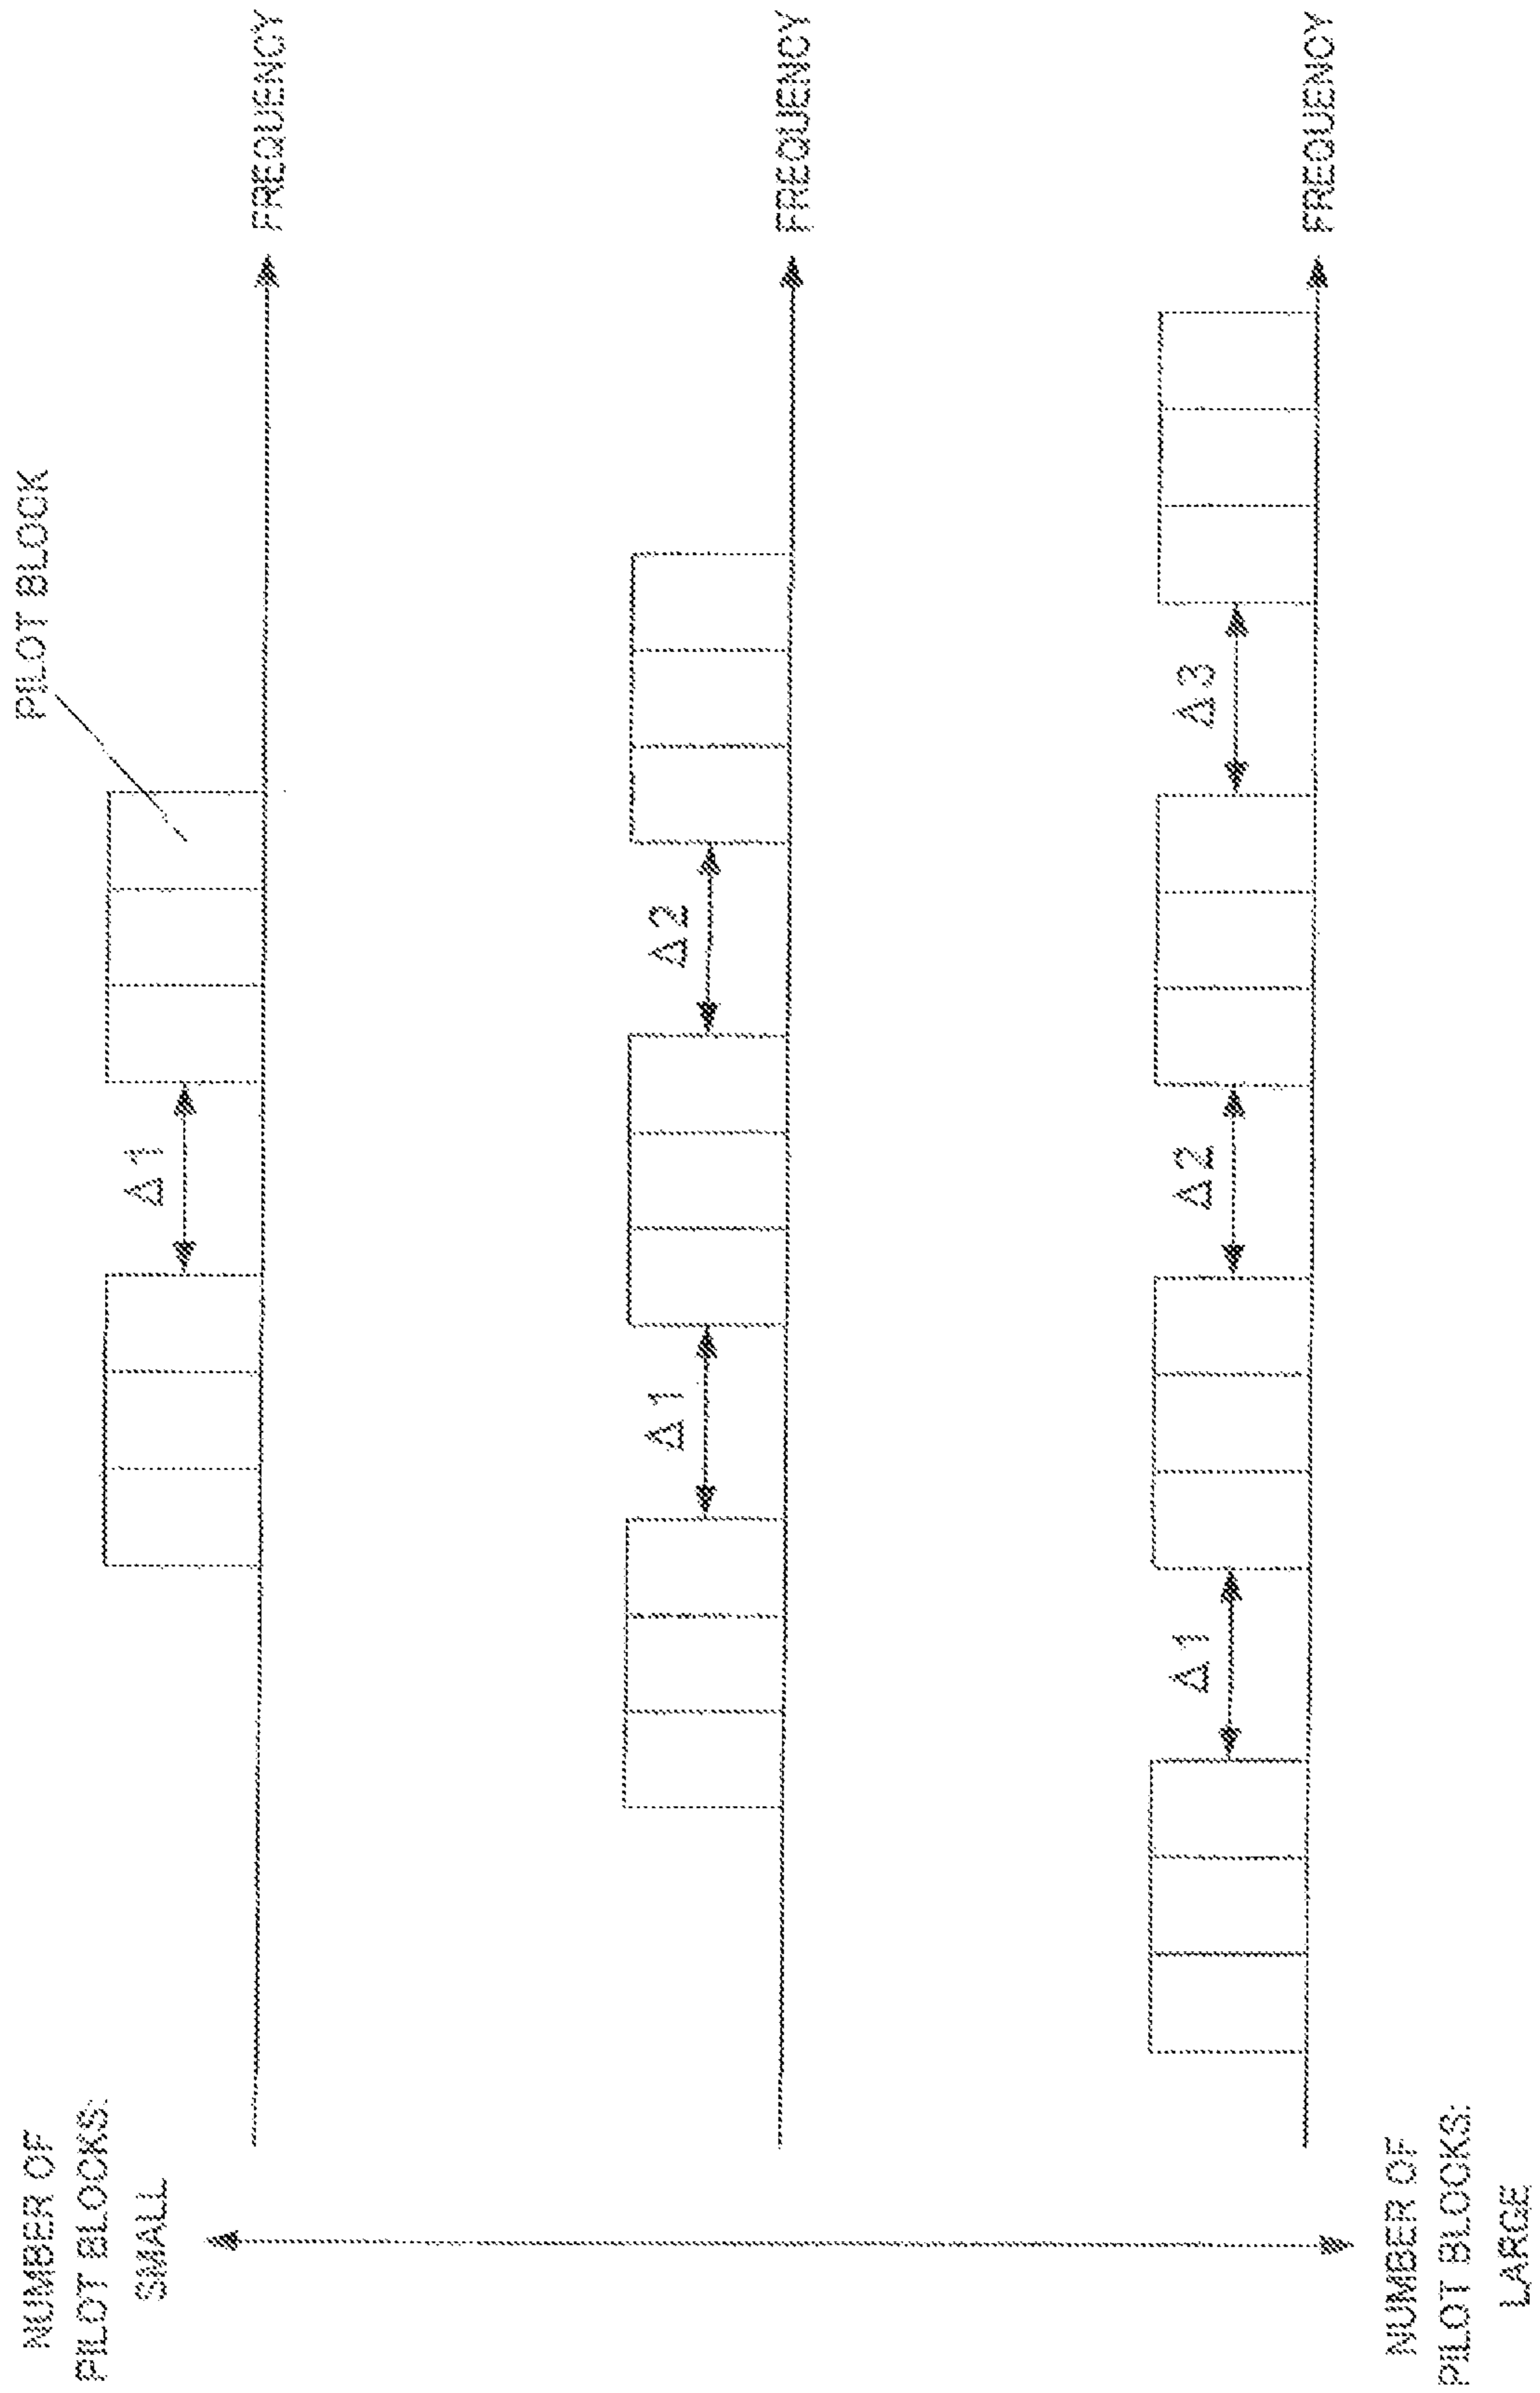 NUMBER OF
PILOT BLOCKS:
SMALL
PILOT BLOCK
Δ1
FREQUENCY
Δ1
Δ2
FREQUENCY
Δ1
Δ2
Δ3
FREQUENCY
NUMBER OF
PILOT BLOCKS:
LARGE